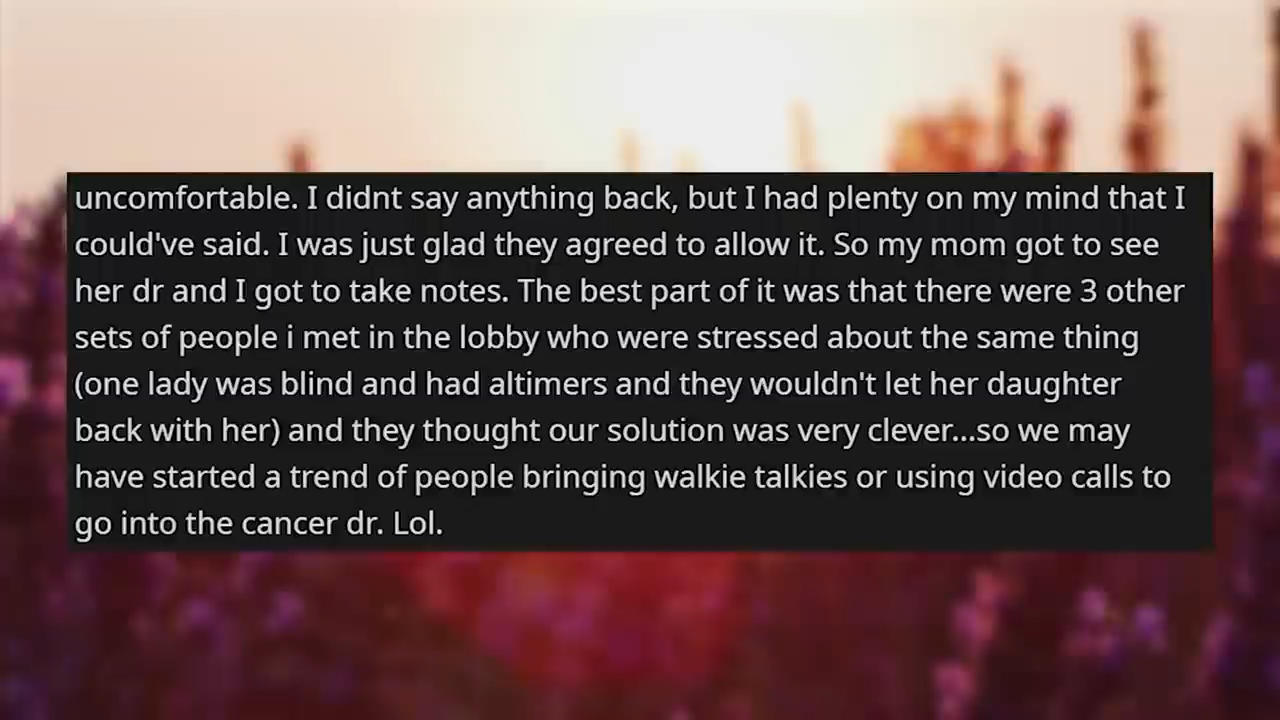 uncomfortable. I didnt say anything back, but I had plenty on my mind that I
could've said. I was just glad they agreed to allow it. So my mom got to see
her dr and I got to take notes. The best part of it was that there were 3 other
sets of people i met in the lobby who were stressed about the same thing
(one lady was blind and had altimers and they wouldn't let her daughter
back with her) and they thought our solution was very clever...so we may
have started a trend of people bringing walkie talkies or using video calls to
go into the cancer dr. Lol.